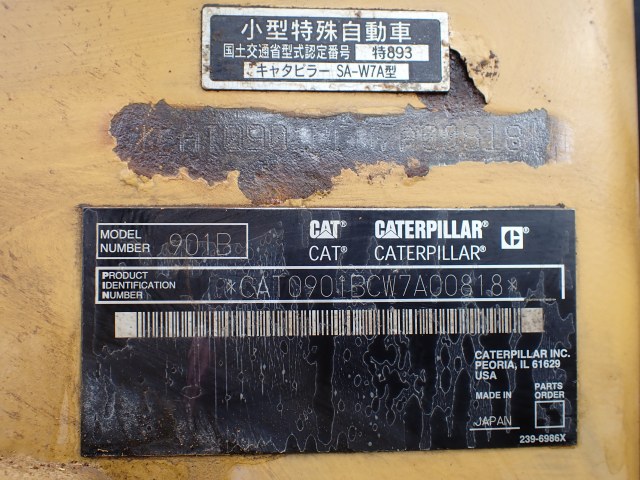 小型特殊自動車
国土交通省型式認定番号 特893
キャタピラー SA-W7A型
AT090 7A00818
MODEL NUMBER 901B
CAT CATERPILLAR C
CAT® CATERPILLAR®
PRODUCT IDENTIFICATION NUMBER *CAT0901BCW7A00818*
CATERPILLAR INC.
PEORIA, IL 61629
USA
MADE IN PARTS ORDER
JAPAN
239-6986X